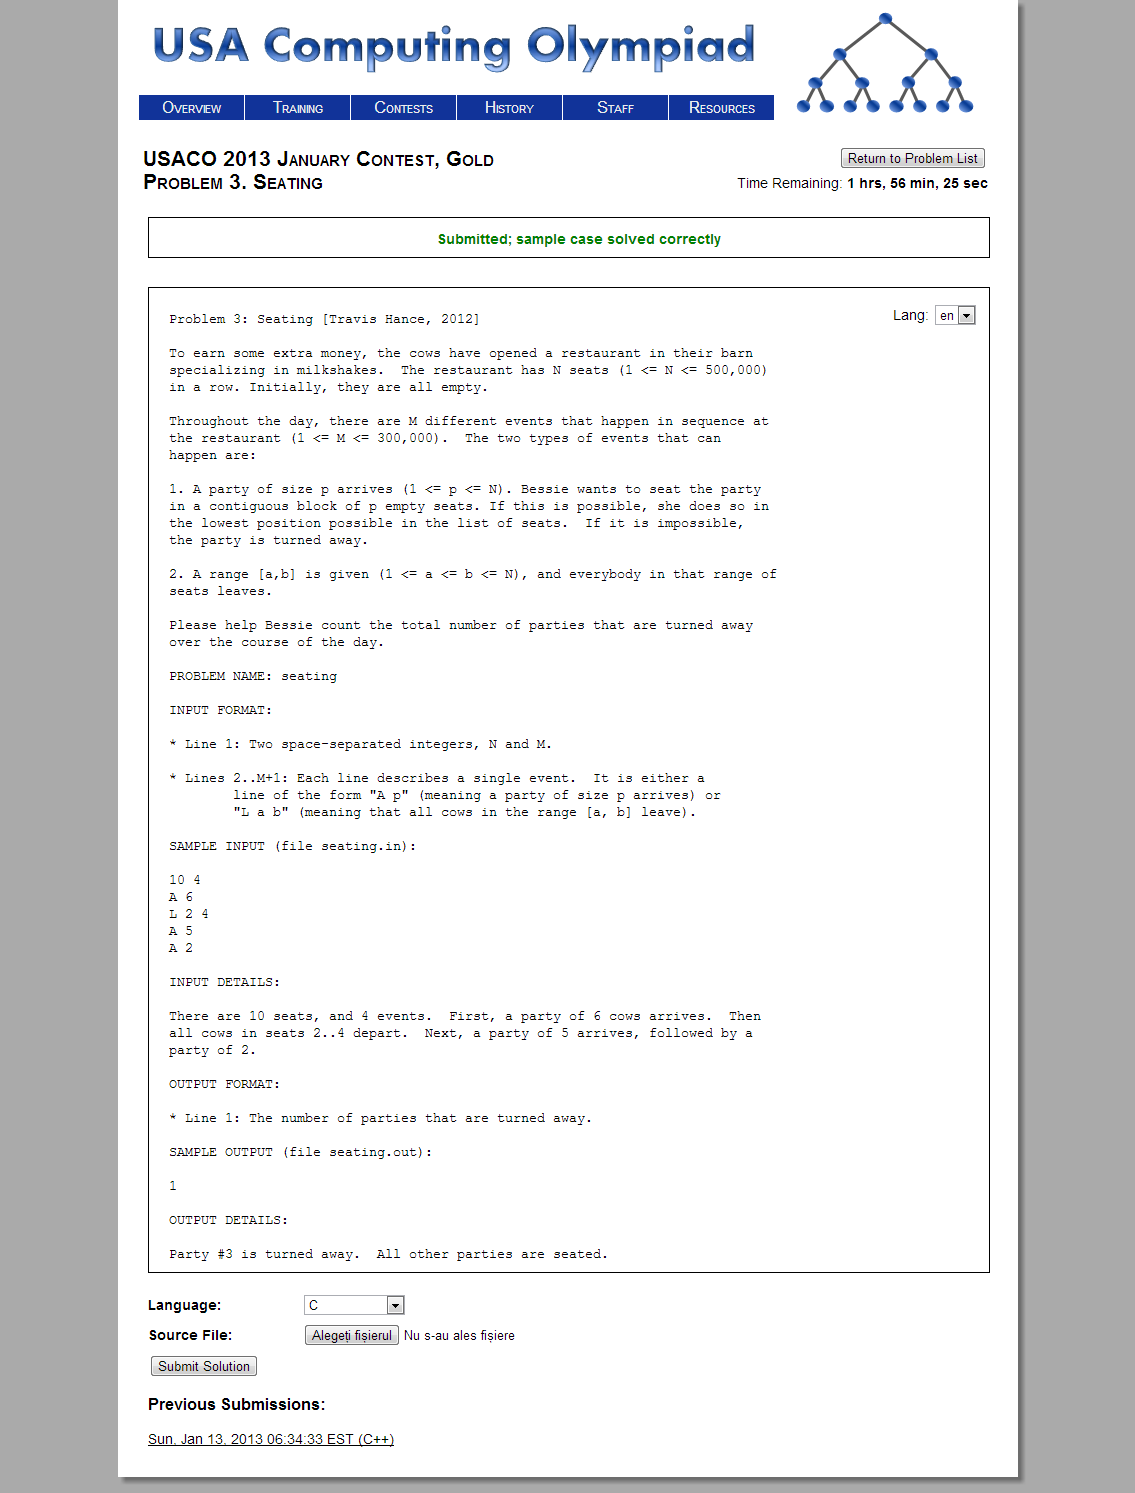 USA Computing Olympiad
OVERVIEW TRAINING CONTESTS HISTORY STAFF RESOURCES
USACO 2013 JANUARY CONTEST, GOLD
PROBLEM 3. SEATING
Return to Problem List
Time Remaining: 1 hrs, 56 min, 25 sec
Submitted; sample case solved correctly
Lang: en
Problem 3: Seating [Travis Hance, 2012]
To earn some extra money, the cows have opened a restaurant in their barn
specializing in milkshakes.  The restaurant has N seats (1 <= N <= 500,000)
in a row. Initially, they are all empty.
Throughout the day, there are M different events that happen in sequence at
the restaurant (1 <= M <= 300,000).  The two types of events that can
happen are:
1. A party of size p arrives (1 <= p <= N). Bessie wants to seat the party
in a contiguous block of p empty seats. If this is possible, she does so in
the lowest position possible in the list of seats.  If it is impossible,
the party is turned away.
2. A range [a,b] is given (1 <= a <= b <= N), and everybody in that range of
seats leaves.
Please help Bessie count the total number of parties that are turned away
over the course of the day.
PROBLEM NAME: seating
INPUT FORMAT:
* Line 1: Two space-separated integers, N and M.
* Lines 2..M+1: Each line describes a single event.  It is either a
line of the form "A p" (meaning a party of size p arrives) or
"L a b" (meaning that all cows in the range [a, b] leave).
SAMPLE INPUT (file seating.in):
10 4
A 6
L 2 4
A 5
A 2
INPUT DETAILS:
There are 10 seats, and 4 events.  First, a party of 6 cows arrives.  Then
all cows in seats 2..4 depart.  Next, a party of 5 arrives, followed by a
party of 2.
OUTPUT FORMAT:
* Line 1: The number of parties that are turned away.
SAMPLE OUTPUT (file seating.out):
1
OUTPUT DETAILS:
Party #3 is turned away.  All other parties are seated.
Language: C
Source File: Alegeți fișierul Nu s-au ales fișiere
Submit Solution
Previous Submissions:
Sun, Jan 13, 2013 06:34:33 EST (C++)